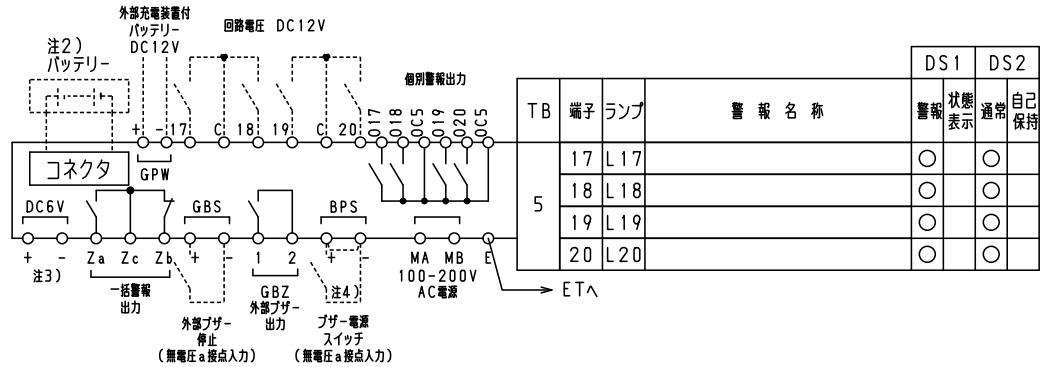 外部充電装置付
バッテリー
DC12V
回路電圧 DC12V
注2)
バッテリー
個別警報出力
+ - 17 C 18 19 C 20
O17 O18 OC5 O19 O20 OC5
コネクタ
GPW
DC6V
GBS
BPS
+ - Za Zc Zb + - 1 2 + - MA MB E
注3)
一括警報
出力
GBZ
外部ブザー
出力
注4)
100-200V
AC電源
ETへ
外部ブザー
停止
(無電圧a接点入力)
ブザー電源
スイッチ
(無電圧a接点入力)
DS1 DS2
TB 端子 ランプ 警報名称 警報 状態表示 通常 自己保持
5
17 L17 ○ ○
18 L18 ○ ○
19 L19 ○ ○
20 L20 ○ ○